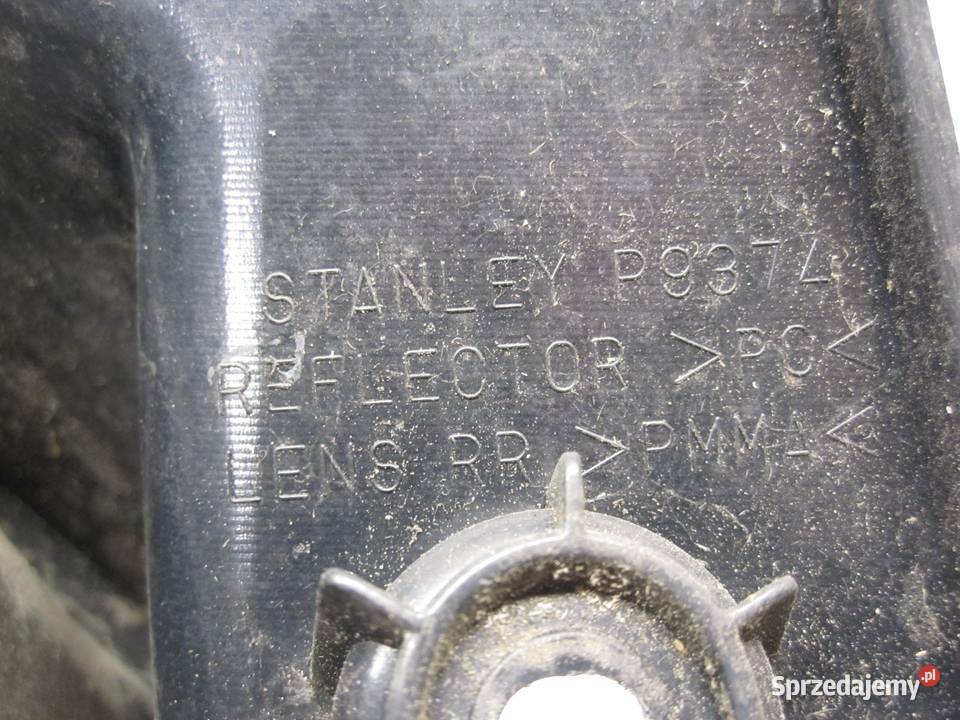 STANLEY P9374
REFLECTOR >PC<
LENS RR >PMMA<
Sprzedajemy.pl